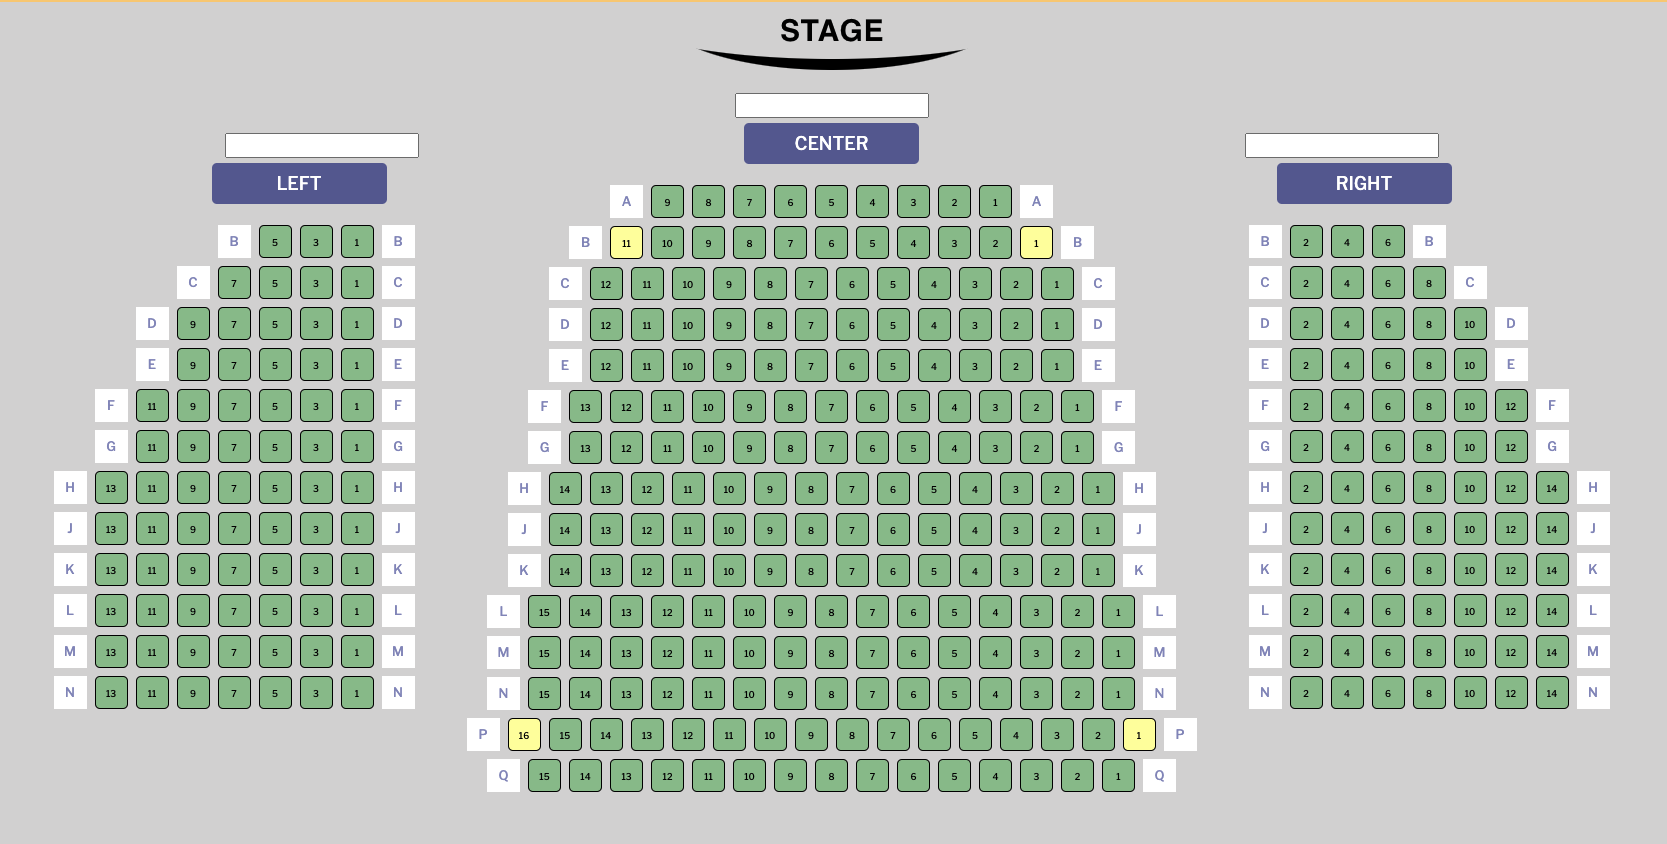 STAGE
CENTER
LEFT
RIGHT
A 9 8 7 6 5 4 3 2 1 A
B 5 3 1 B
B 11 10 9 8 7 6 5 4 3 2 1 B
B 2 4 6 B
C 7 5 3 1 C
C 12 11 10 9 8 7 6 5 4 3 2 1 C
C 2 4 6 8 C
D 9 7 5 3 1 D
D 12 11 10 9 8 7 6 5 4 3 2 1 D
D 2 4 6 8 10 D
E 9 7 5 3 1 E
E 12 11 10 9 8 7 6 5 4 3 2 1 E
E 2 4 6 8 10 E
F 11 9 7 5 3 1 F
F 13 12 11 10 9 8 7 6 5 4 3 2 1 F
F 2 4 6 8 10 12 F
G 11 9 7 5 3 1 G
G 13 12 11 10 9 8 7 6 5 4 3 2 1 G
G 2 4 6 8 10 12 G
H 13 11 9 7 5 3 1 H
H 14 13 12 11 10 9 8 7 6 5 4 3 2 1 H
H 2 4 6 8 10 12 14 H
J 13 11 9 7 5 3 1 J
J 14 13 12 11 10 9 8 7 6 5 4 3 2 1 J
J 2 4 6 8 10 12 14 J
K 13 11 9 7 5 3 1 K
K 14 13 12 11 10 9 8 7 6 5 4 3 2 1 K
K 2 4 6 8 10 12 14 K
L 13 11 9 7 5 3 1 L
L 15 14 13 12 11 10 9 8 7 6 5 4 3 2 1 L
L 2 4 6 8 10 12 14 L
M 13 11 9 7 5 3 1 M
M 15 14 13 12 11 10 9 8 7 6 5 4 3 2 1 M
M 2 4 6 8 10 12 14 M
N 13 11 9 7 5 3 1 N
N 15 14 13 12 11 10 9 8 7 6 5 4 3 2 1 N
N 2 4 6 8 10 12 14 N
P 16 15 14 13 12 11 10 9 8 7 6 5 4 3 2 1 P
Q 15 14 13 12 11 10 9 8 7 6 5 4 3 2 1 Q